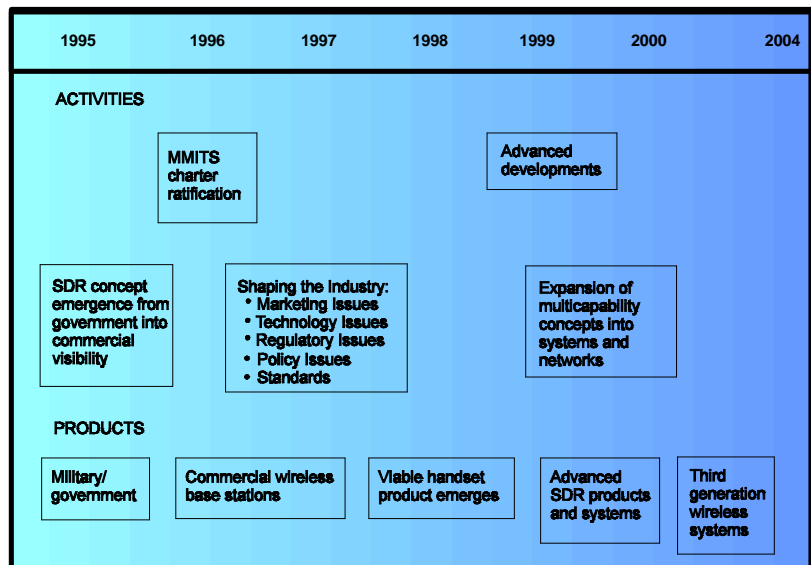 1995 1996 1997 1998 1999 2000 2004
ACTIVITIES
MMITS
charter
ratification
Advanced
developments
SDR concept
emergence from
government into
commercial
visibility
Shaping the Industry:
• Marketing Issues
• Technology Issues
• Regulatory Issues
• Policy Issues
• Standards
Expansion of
multicapability
concepts into
systems and
networks
PRODUCTS
Military/
government
Commercial wireless
base stations
Viable handset
product emerges
Advanced
SDR products
and systems
Third
generation
wireless
systems